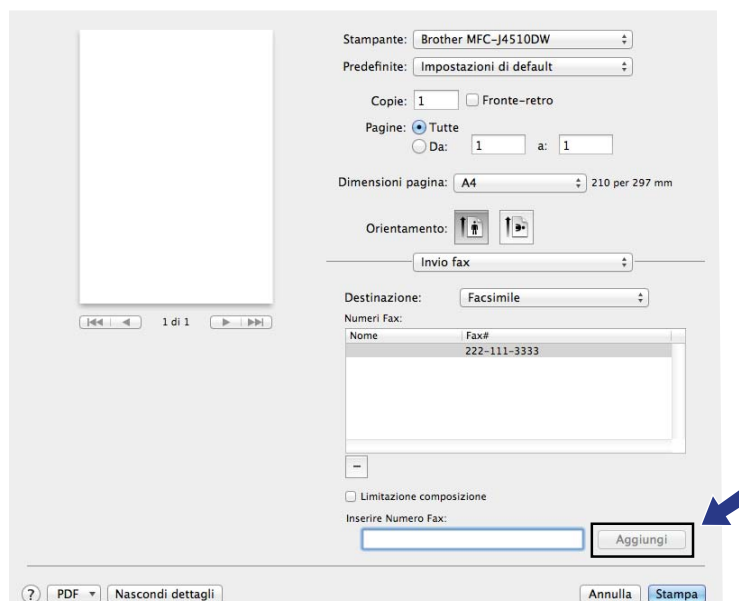 Stampante: Brother MFC-J4510DW
Predefinite: Impostazioni di default
Copie: 1 Fronte-retro
Pagine: Tutte
Da: 1 a: 1
Dimensioni pagina: A4 210 per 297 mm
Orientamento:
Invio fax
Destinazione: Facsimile
1 di 1
Numeri Fax:
Nome Fax#
222-111-3333
Limitazione composizione
Inserire Numero Fax:
Aggiungi
? PDF Nascondi dettagli Annulla Stampa